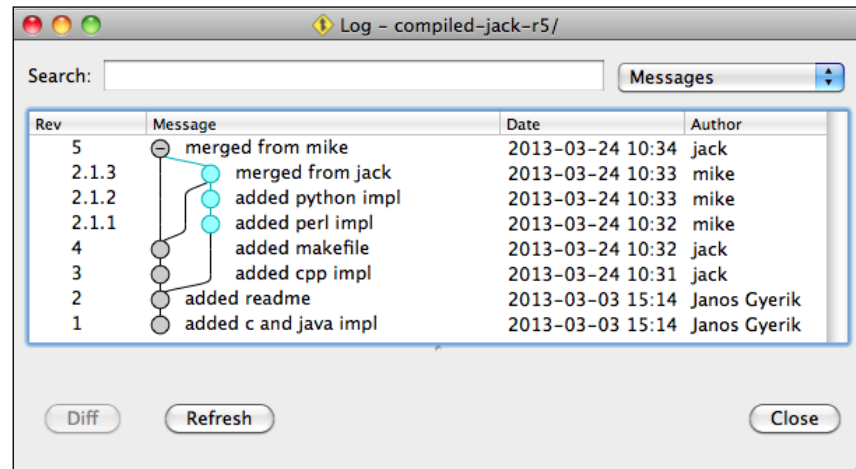 Log – compiled-jack-r5/
Search:
Messages
Rev Message Date Author
5 merged from mike 2013-03-24 10:34 jack
2.1.3 merged from jack 2013-03-24 10:33 mike
2.1.2 added python impl 2013-03-24 10:33 mike
2.1.1 added perl impl 2013-03-24 10:32 mike
4 added makefile 2013-03-24 10:32 jack
3 added cpp impl 2013-03-24 10:31 jack
2 added readme 2013-03-03 15:14 Janos Gyerik
1 added c and java impl 2013-03-03 15:14 Janos Gyerik
Diff Refresh Close